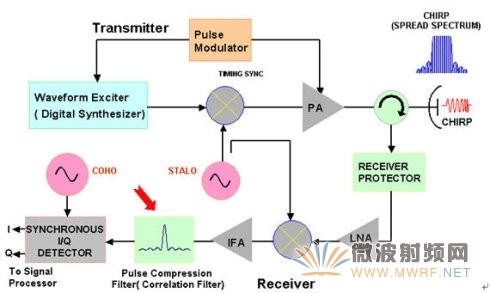 CHIRP
(SPREAD SPECTRUM)
Transmitter
Pulse
Modulator
TIMING SYNC
Waveform Exciter
( Digital Synthesizer)
PA
CHIRP
COHO
STALO
RECEIVER
PROTECTOR
I
Q
SYNCHRONOUS
I/Q
DETECTOR
IFA
LNA
To Signal
Processor
Pulse Compression
Filter( Correlation Filter)
Receiver
微波射频网
WWW.MWRF.NET